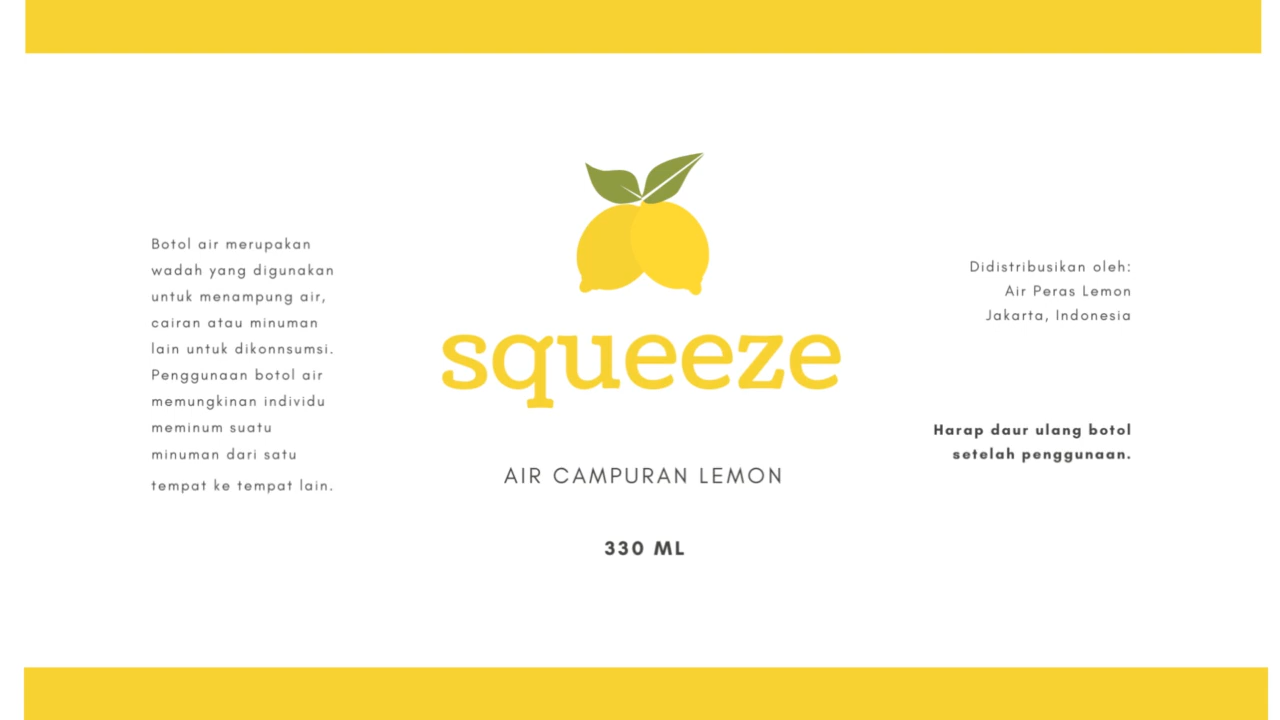 Botol air merupakan
wadah yang digunakan
untuk menampung air,
cairan atau minuman
lain untuk dikonnsumsi.
Penggunaan botol air
memungkinan individu
meminum suatu
minuman dari satu
tempat ke tempat lain.
squeeze
AIR CAMPURAN LEMON
330 ML
Didistribusikan oleh:
Air Peras Lemon
Jakarta, Indonesia
Harap daur ulang botol
setelah penggunaan.